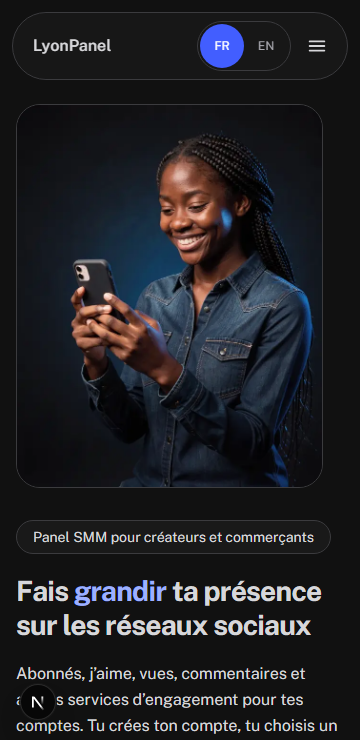 LyonPanel
FR EN
Panel SMM pour créateurs et commerçants
Fais grandir ta présence
sur les réseaux sociaux
Abonnés, j’aime, vues, commentaires et
services d’engagement pour tes
comptes. Tu crées ton compte, tu choisis un
N